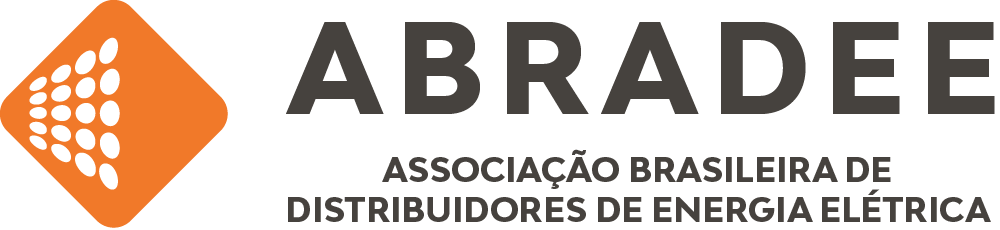 ABRADEE
ASSOCIAÇÃO BRASILEIRA DE
DISTRIBUIDORES DE ENERGIA ELÉTRICA